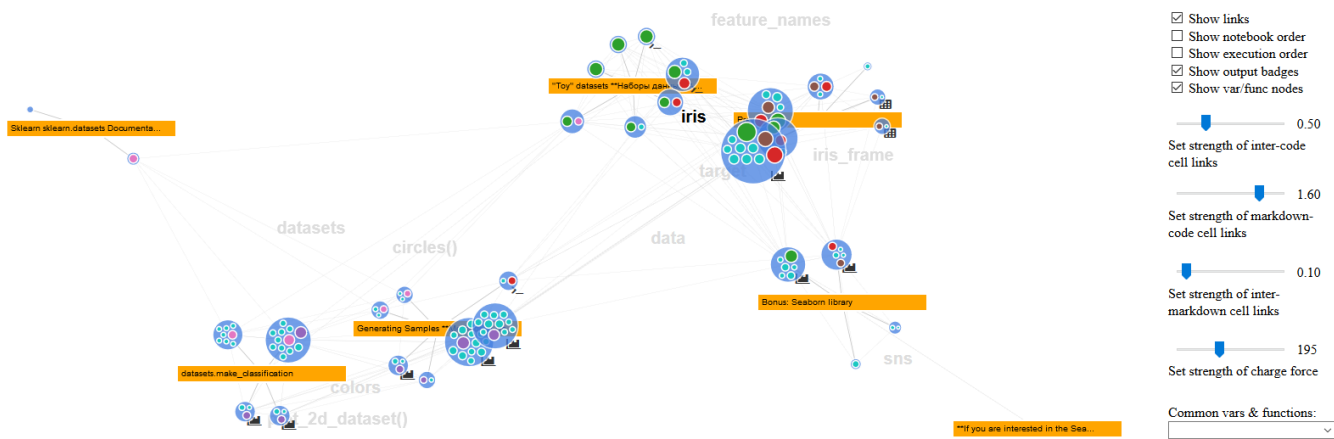 feature_names
"Toy" datasets **Наборы дан
iris
iris_frame
target
Sklearn sklearn.datasets Documenta...
datasets
circles()
data
Bonus: Seaborn library
Generating Samples **
sns
datasets.make_classification
colors
2d_dataset()
**If you are interested in the Sea...
Show links
Show notebook order
Show execution order
Show output badges
Show var/func nodes
0.50
Set strength of inter-code
cell links
1.60
Set strength of markdown-
code cell links
0.10
Set strength of inter-
markdown cell links
195
Set strength of charge force
Common vars & functions: